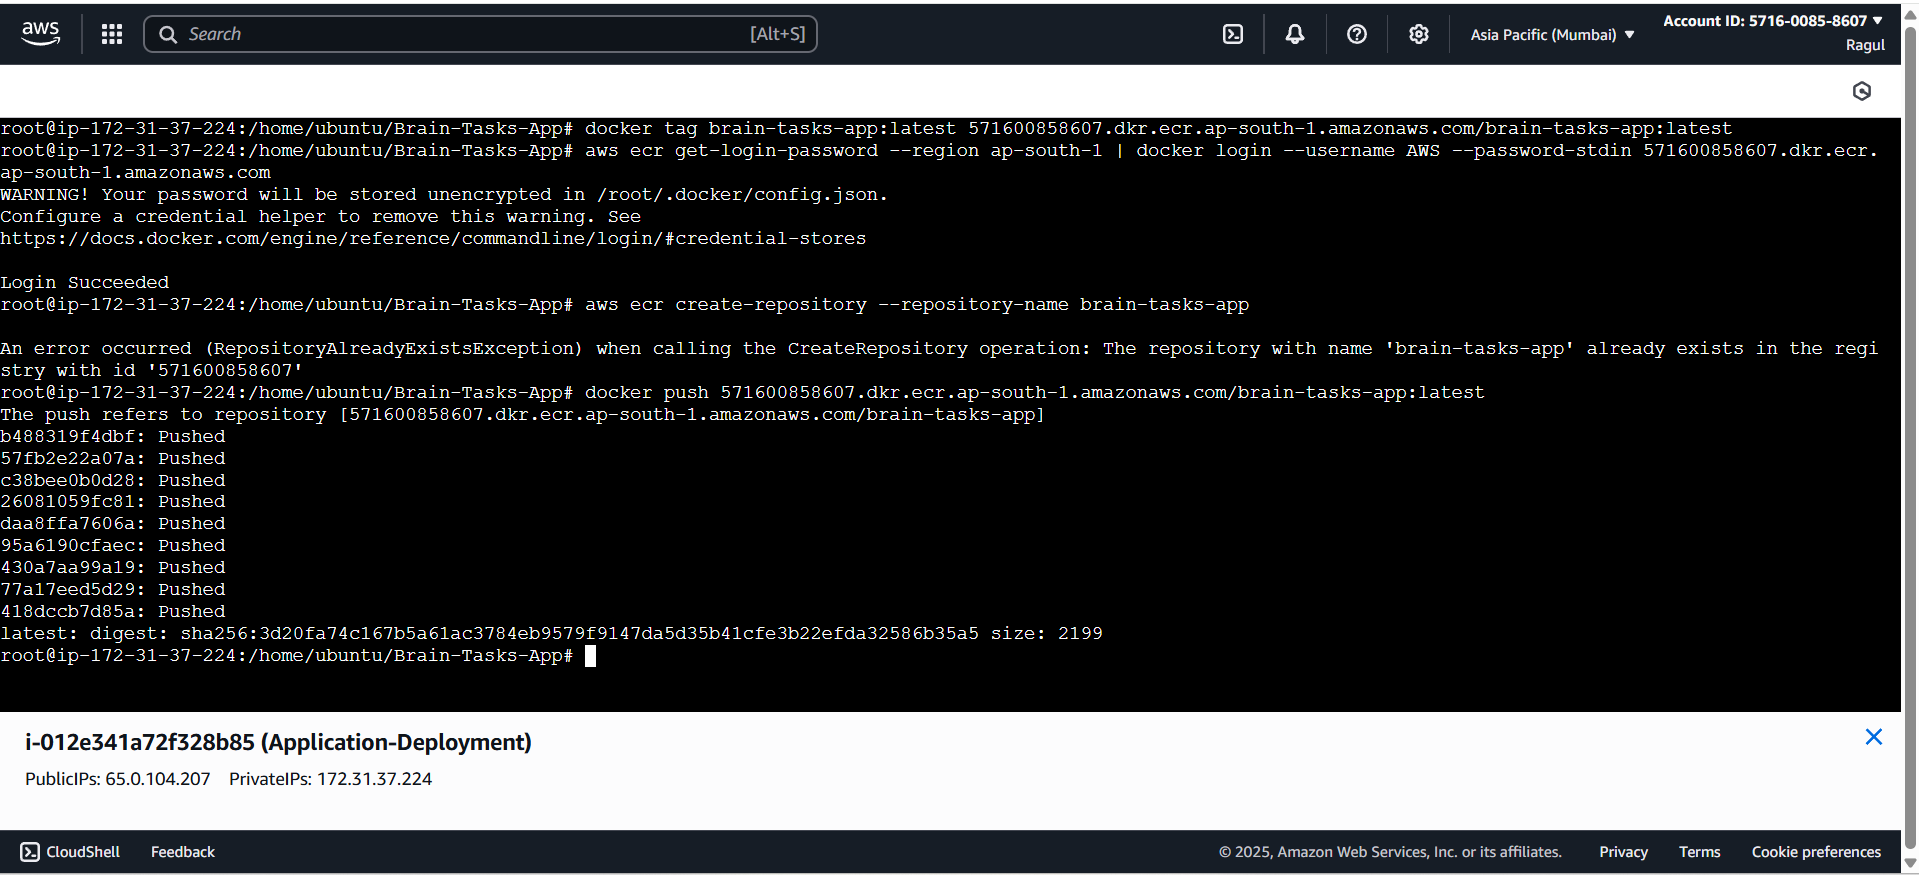 aws
Search
[Alt+S]
Asia Pacific (Mumbai)
Account ID: 5716-0085-8607
Ragul
root@ip-172-31-37-224:/home/ubuntu/Brain-Tasks-App# docker tag brain-tasks-app:latest 571600858607.dkr.ecr.ap-south-1.amazonaws.com/brain-tasks-app:latest
root@ip-172-31-37-224:/home/ubuntu/Brain-Tasks-App# aws ecr get-login-password --region ap-south-1 | docker login --username AWS --password-stdin 571600858607.dkr.ecr.
ap-south-1.amazonaws.com
WARNING! Your password will be stored unencrypted in /root/.docker/config.json.
Configure a credential helper to remove this warning. See
https://docs.docker.com/engine/reference/commandline/login/#credential-stores
Login Succeeded
root@ip-172-31-37-224:/home/ubuntu/Brain-Tasks-App# aws ecr create-repository --repository-name brain-tasks-app
An error occurred (RepositoryAlreadyExistsException) when calling the CreateRepository operation: The repository with name 'brain-tasks-app' already exists in the regi
stry with id '571600858607'
root@ip-172-31-37-224:/home/ubuntu/Brain-Tasks-App# docker push 571600858607.dkr.ecr.ap-south-1.amazonaws.com/brain-tasks-app:latest
The push refers to repository [571600858607.dkr.ecr.ap-south-1.amazonaws.com/brain-tasks-app]
b488319f4dbf: Pushed
57fb2e22a07a: Pushed
c38bee0b0d28: Pushed
26081059fc81: Pushed
daa8ffa7606a: Pushed
95a6190cfaec: Pushed
430a7aa99a19: Pushed
77a17eed5d29: Pushed
418dccb7d85a: Pushed
latest: digest: sha256:3d20fa74c167b5a61ac3784eb9579f9147da5d35b41cfe3b22efda32586b35a5 size: 2199
root@ip-172-31-37-224:/home/ubuntu/Brain-Tasks-App#
i-012e341a72f328b85 (Application-Deployment)
PublicIPs: 65.0.104.207 PrivateIPs: 172.31.37.224
CloudShell Feedback © 2025, Amazon Web Services, Inc. or its affiliates. Privacy Terms Cookie preferences